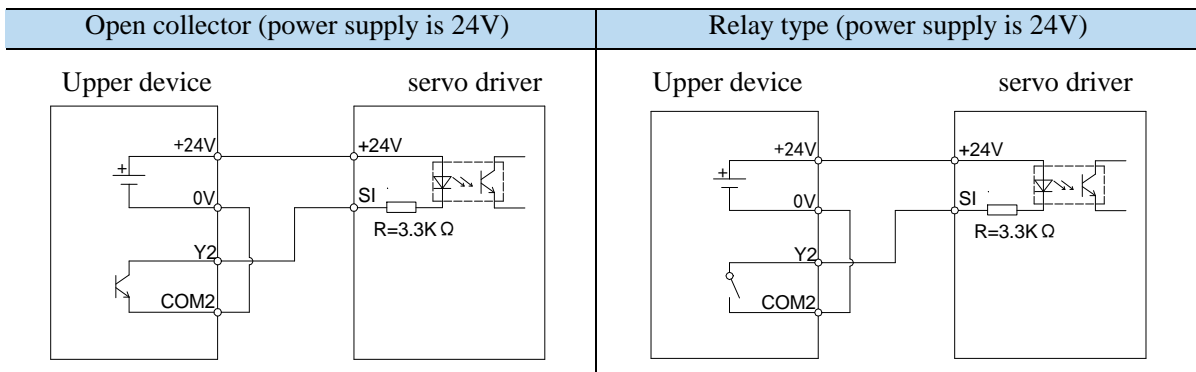 Open collector (power supply is 24V)
Relay type (power supply is 24V)
Upper device
servo driver
+24V
+24V
+
0V
SI
R=3.3KΩ
Y2
COM2
Upper device
servo driver
+24V
+24V
+
0V
SI
R=3.3KΩ
Y2
COM2